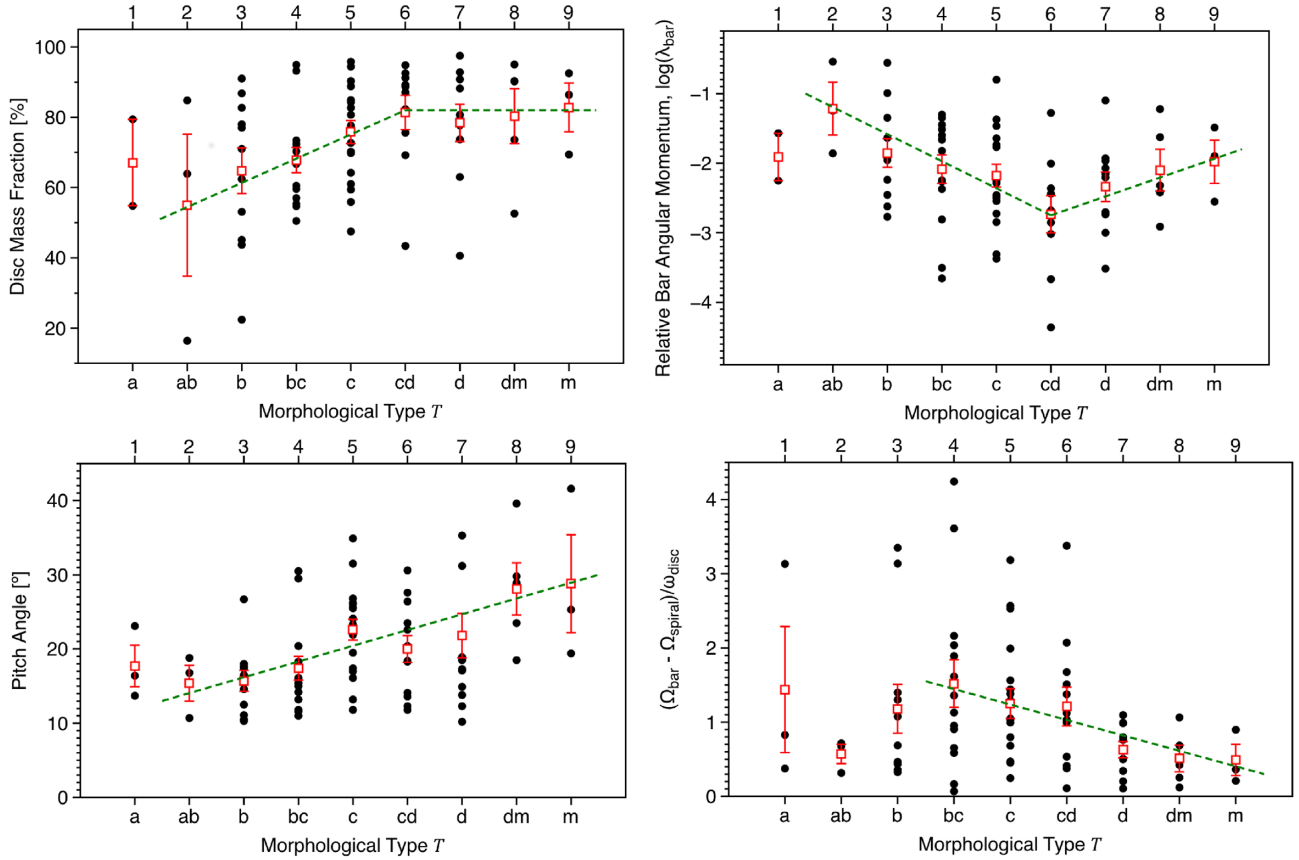 1 2 3 4 5 6 7 8 9
100
80
60
40
20
Disc Mass Fraction [%]
a ab b bc c cd d dm m
Morphological Type T
1 2 3 4 5 6 7 8 9
−1
−2
−3
−4
Relative Bar Angular Momentum, log(λbar)
a ab b bc c cd d dm m
Morphological Type T
1 2 3 4 5 6 7 8 9
40
30
20
10
0
Pitch Angle [°]
a ab b bc c cd d dm m
Morphological Type T
1 2 3 4 5 6 7 8 9
4
3
2
1
0
(Ωbar - Ωspiral)/ωdisc
a ab b bc c cd d dm m
Morphological Type T